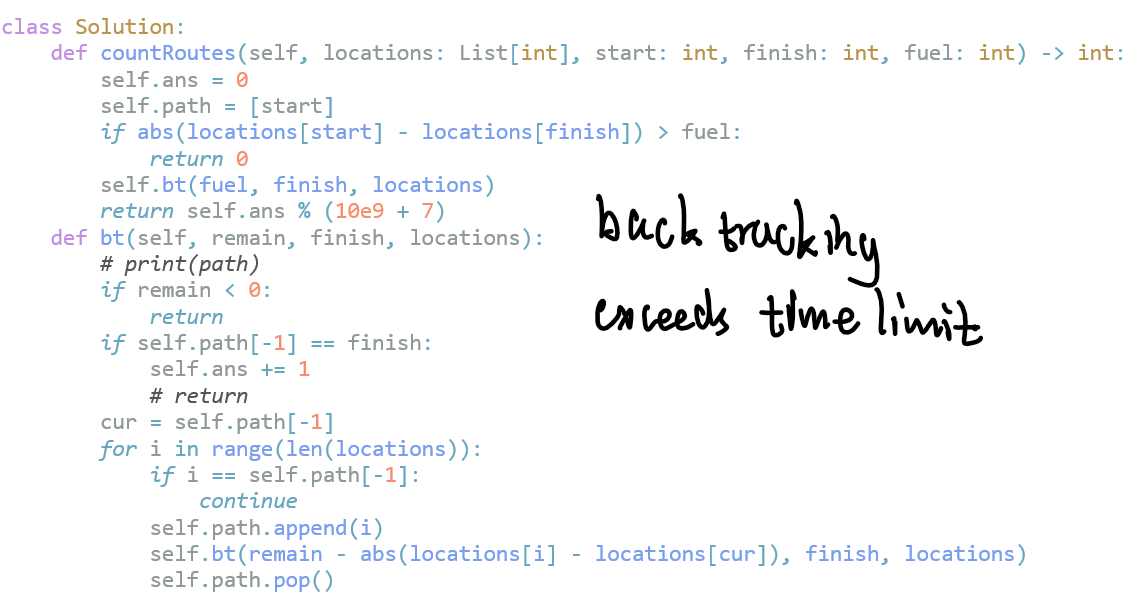 class Solution:
    def countRoutes(self, locations: List[int], start: int, finish: int, fuel: int) -> int:
        self.ans = 0
        self.path = [start]
        if abs(locations[start] - locations[finish]) > fuel:
            return 0
        self.bt(fuel, finish, locations)
        return self.ans % (10e9 + 7)
    def bt(self, remain, finish, locations):
        # print(path)
        if remain < 0:
            return
        if self.path[-1] == finish:
            self.ans += 1
            # return
        cur = self.path[-1]
        for i in range(len(locations)):
            if i == self.path[-1]:
                continue
            self.path.append(i)
            self.bt(remain - abs(locations[i] - locations[cur]), finish, locations)
            self.path.pop()
back tracking
exceeds time limit